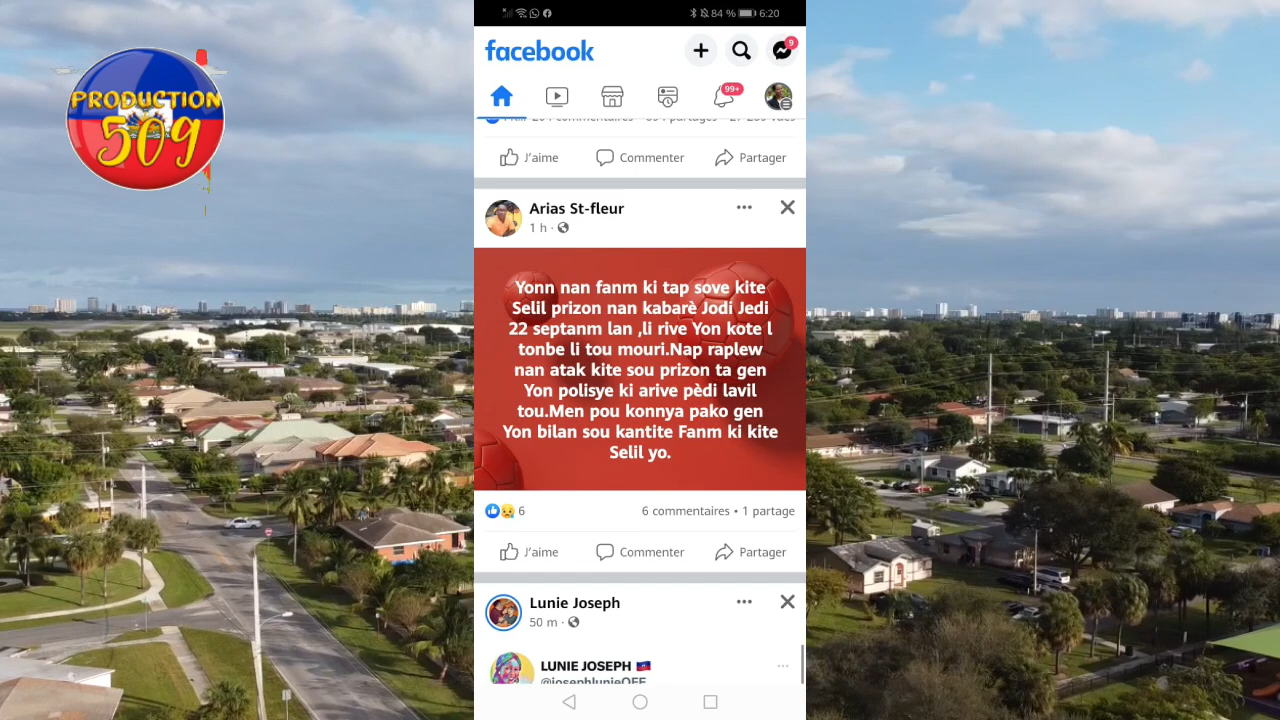 PRODUCTION
509
84 %
6:20
facebook
9
99+
J'aime
Commenter
Partager
Arias St-fleur
1 h
Yonn nan fanm ki tap sove kite
Selil prizon nan kabarè Jodi Jedi
22 septanm lan ,li rive Yon kote l
tonbe li tou mouri.Nap raplew
nan atak kite sou prizon ta gen
Yon polisye ki arive pèdi lavil
tou.Men pou konnya pako gen
Yon bilan sou kantite Fanm ki kite
Selil yo.
6
6 commentaires • 1 partage
J'aime
Commenter
Partager
Lunie Joseph
50 m
LUNIE JOSEPH